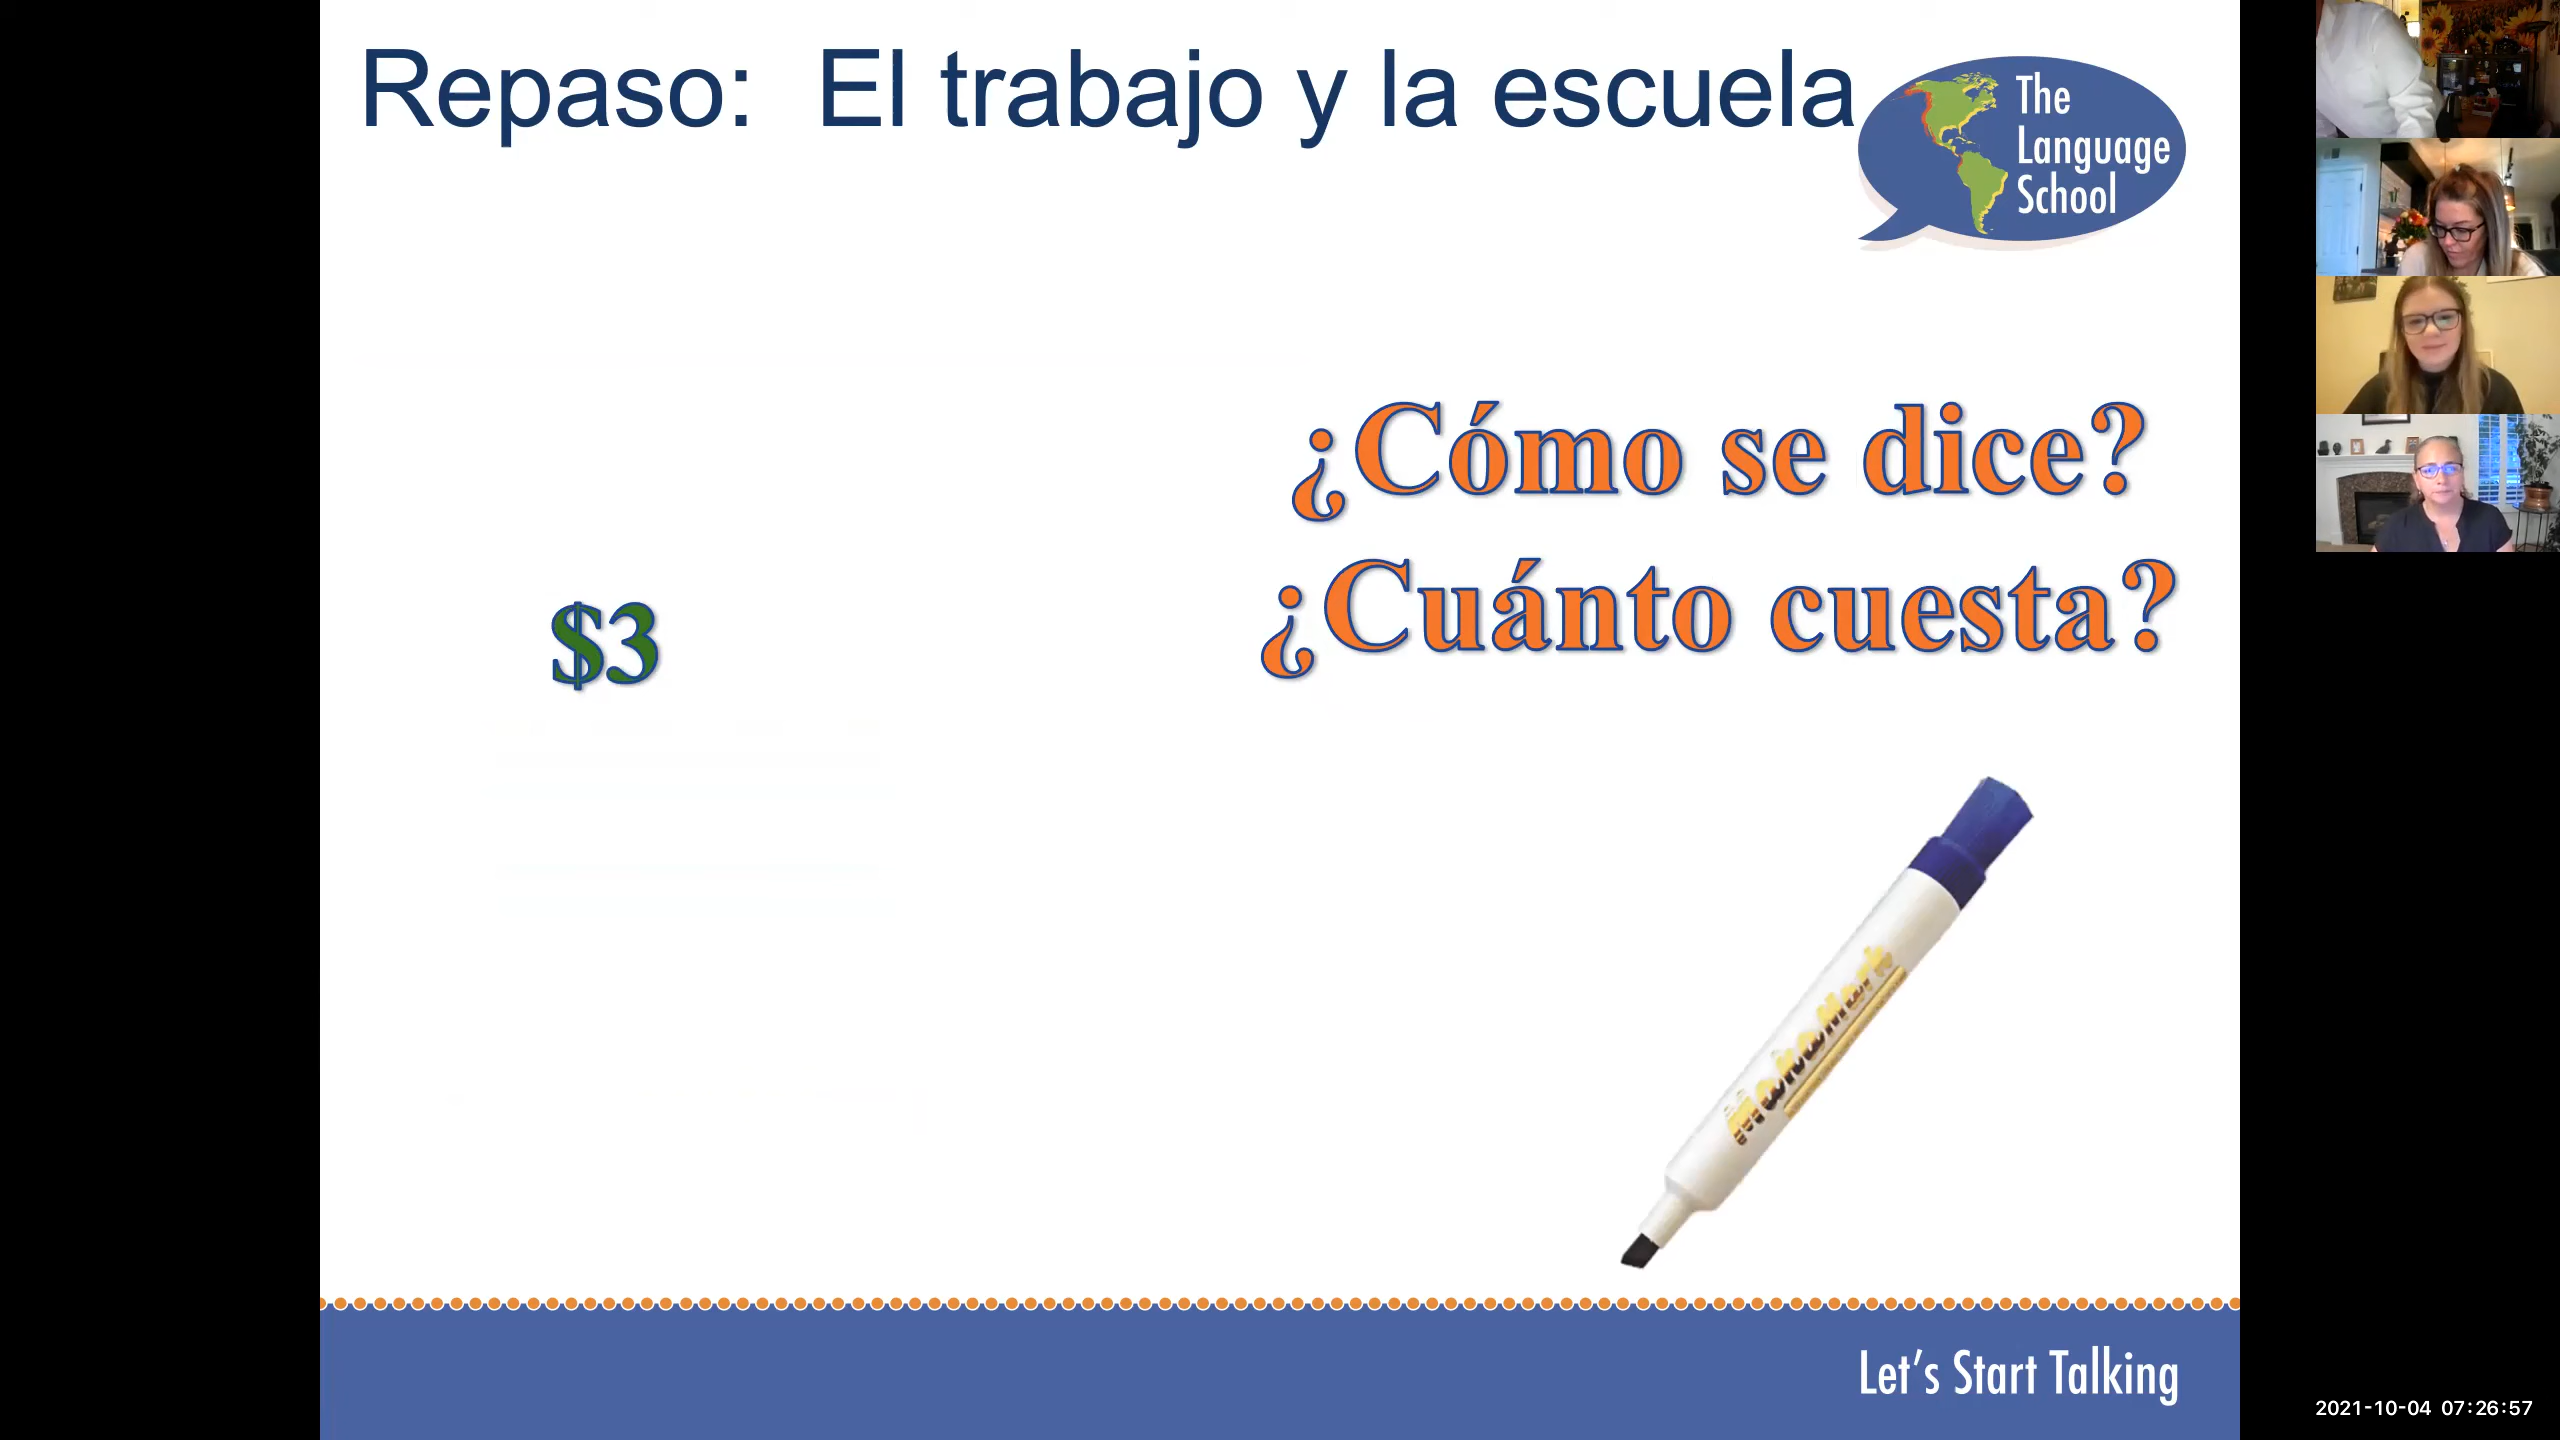 Repaso: El trabajo y la escuela
The
Language
School
¿Cómo se dice?
¿Cuánto cuesta?
$3
Let's Start Talking
2021-10-04 07:26:57